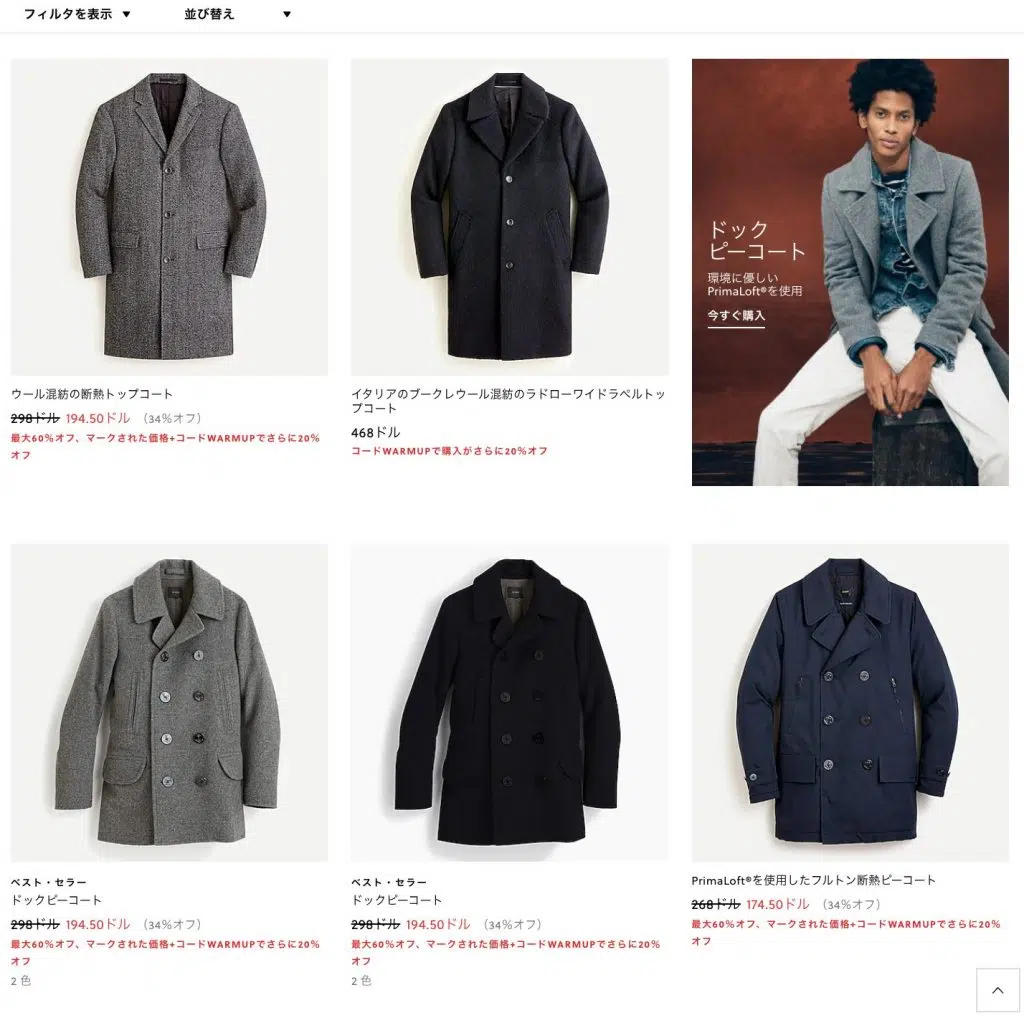 フィルタを表示 ▼
並び替え ▼
ドック
ピーコート
環境に優しい
PrimaLoft®を使用
今すぐ購入
ウール混紡の断熱トップコート
298ドル 194.50ドル （34%オフ）
最大60%オフ、マークされた価格+コードWARMUPでさらに20%
オフ
イタリアのブークレウール混紡のラドローワイドラペルトッ
プコート
468ドル
コードWARMUPで購入がさらに20%オフ
ベスト・セラー
ドックピーコート
298ドル 194.50ドル （34%オフ）
最大60%オフ、マークされた価格+コードWARMUPでさらに20%
オフ
2 色
ベスト・セラー
ドックピーコート
298ドル 194.50ドル （34%オフ）
最大60%オフ、マークされた価格+コードWARMUPでさらに20%
オフ
2 色
PrimaLoft®を使用したフルトン断熱ピーコート
268ドル 174.50ドル （34%オフ）
最大60%オフ、マークされた価格+コードWARMUPでさらに20%
オフ